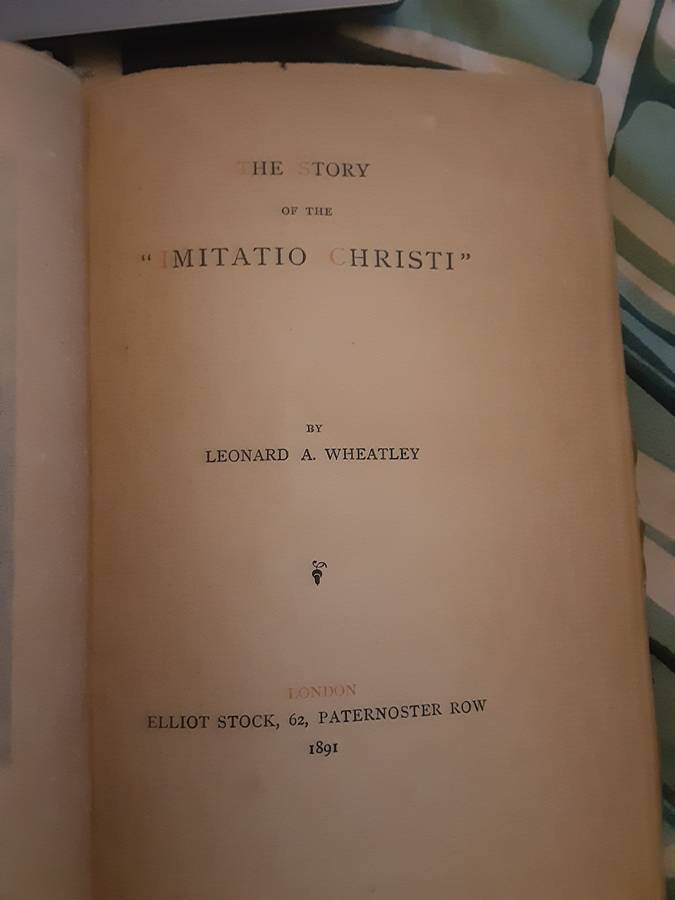 THE STORY
OF THE
“IMITATIO CHRISTI”
BY
LEONARD A. WHEATLEY
LONDON
ELLIOT STOCK, 62, PATERNOSTER ROW
1891